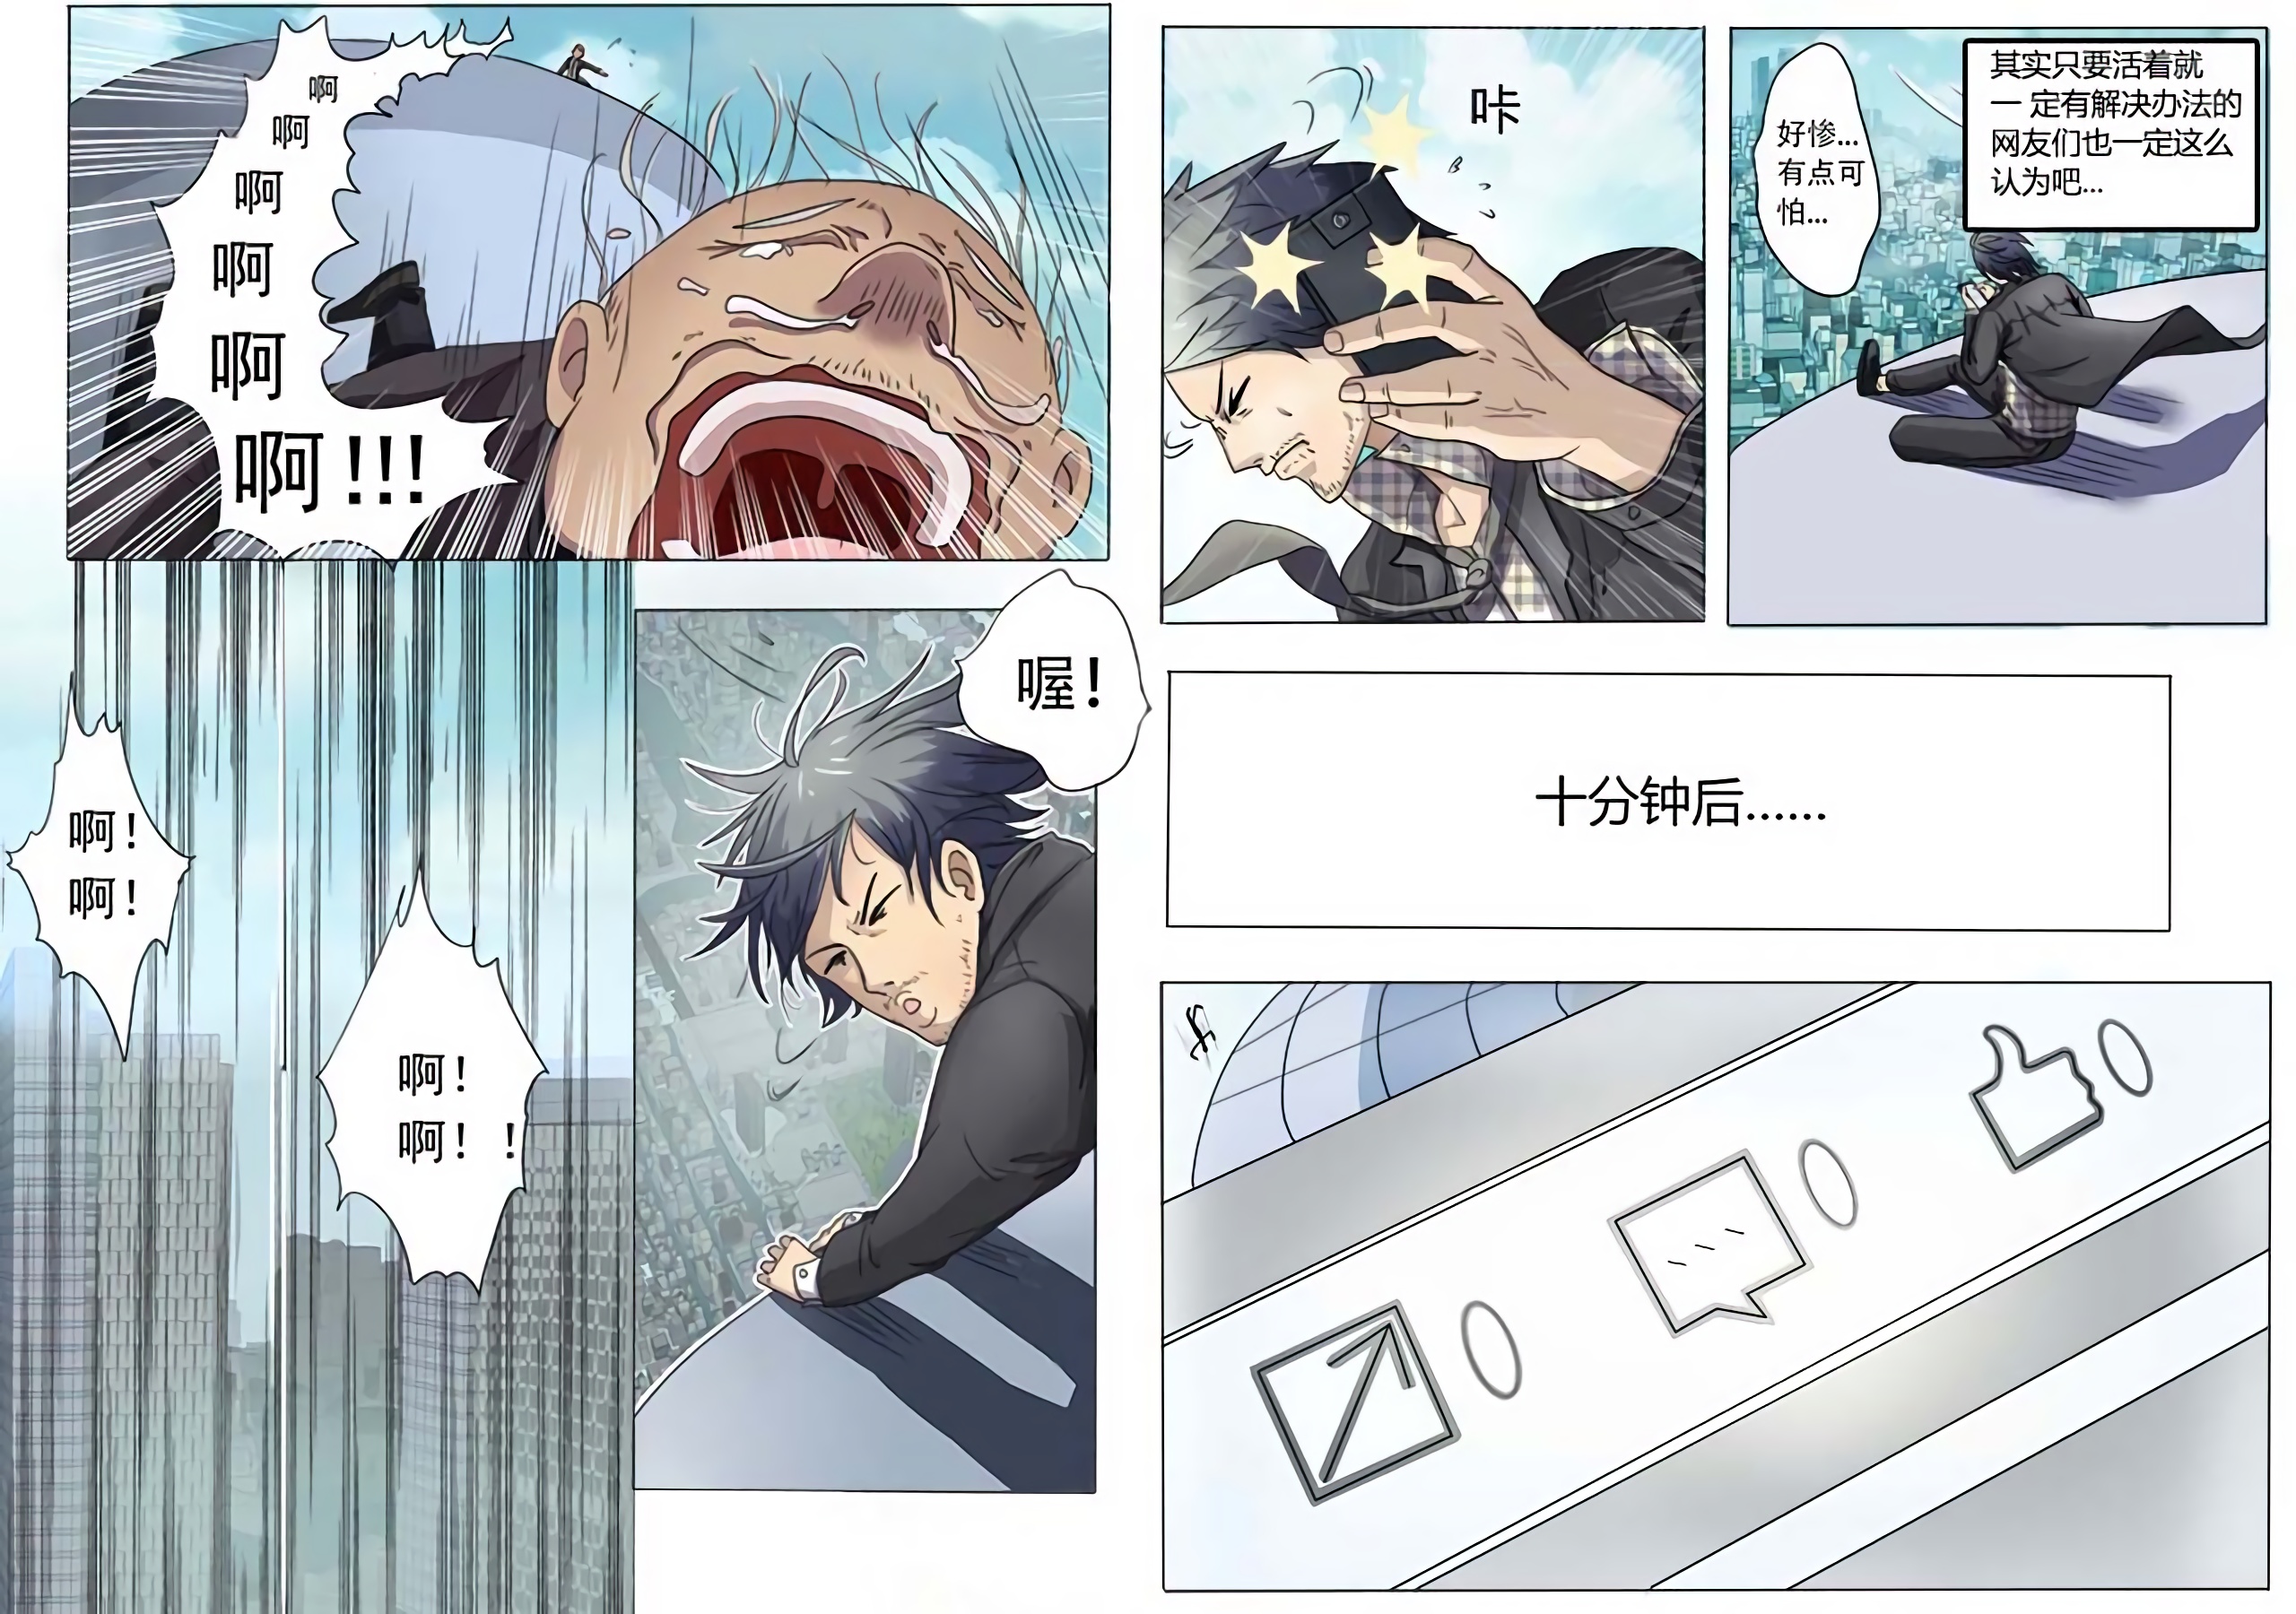 啊
啊
啊
啊
啊
啊!!!
喔!
啊!
啊!
啊!
啊!!
好惨...
有点可
怕...
其实只要活着就
一定有解决办法的
网友们也一定这么
认为吧...
咔
十分钟后......
0
0
0